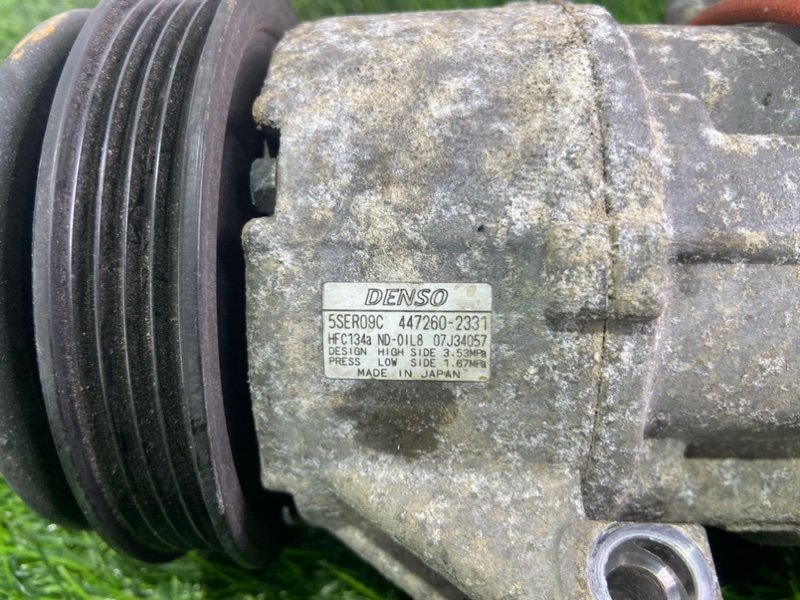 DENSO
5SER09C 447260-2331
HFC134a ND-OIL8 07J34057
DESIGN HIGH SIDE 3.53MPa
PRESS LOW SIDE 1.67MPa
MADE IN JAPAN